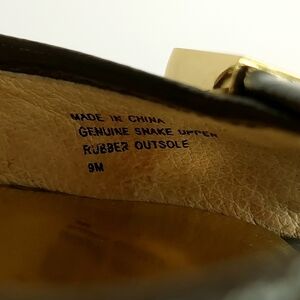 MADE IN CHINA
GENUINE SNAKE UPPER
RUBBER OUTSOLE
9M